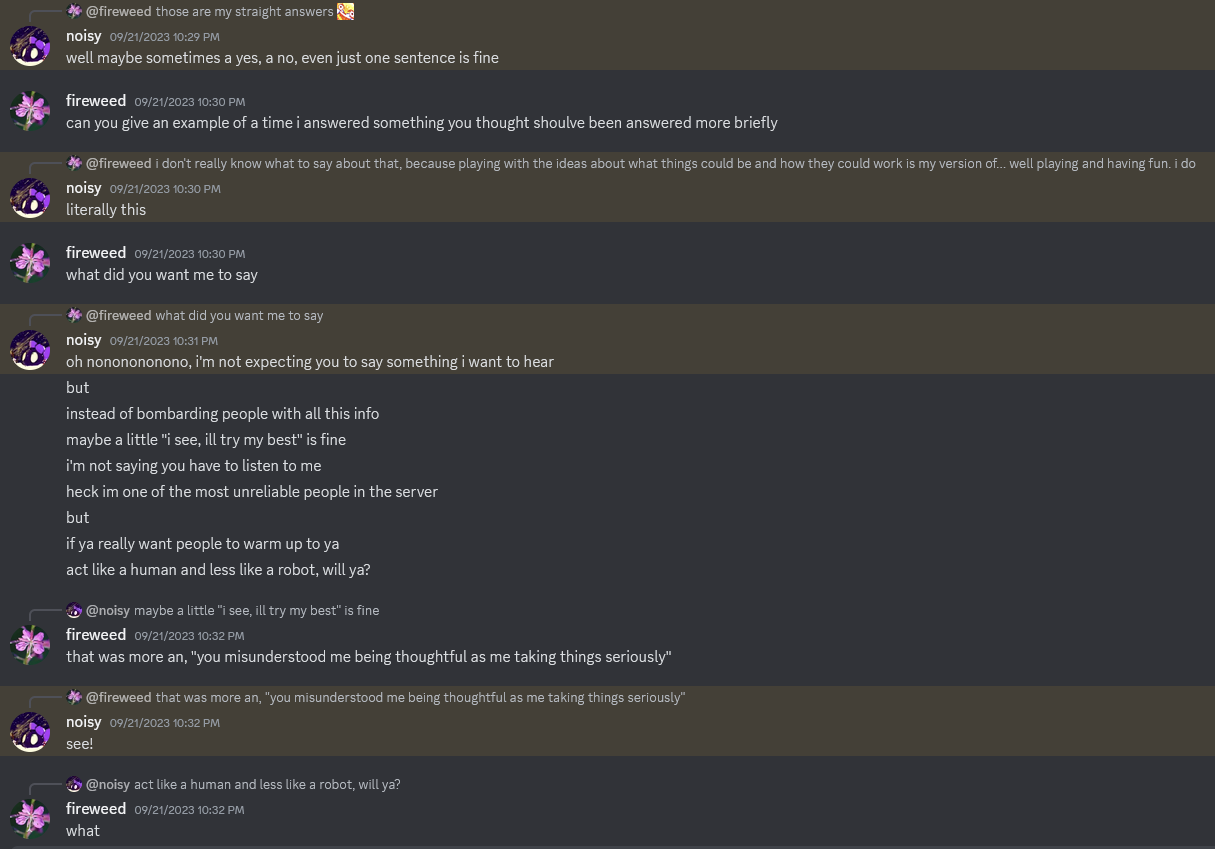 @fireweed those are my straight answers
noisy 09/21/2023 10:29 PM
well maybe sometimes a yes, a no, even just one sentence is fine
fireweed 09/21/2023 10:30 PM
can you give an example of a time i answered something you thought shoulve been answered more briefly
@fireweed i don't really know what to say about that, because playing with the ideas about what things could be and how they could work is my version of... well playing and having fun. i do
noisy 09/21/2023 10:30 PM
literally this
fireweed 09/21/2023 10:30 PM
what did you want me to say
@fireweed what did you want me to say
noisy 09/21/2023 10:31 PM
oh nonononono​nono, i'm not expecting you to say something i want to hear
but
instead of bombarding people with all this info
maybe a little "i see, ill try my best" is fine
i'm not saying you have to listen to me
heck im one of the most unreliable people in the server
but
if ya really want people to warm up to ya
act like a human and less like a robot, will ya?
@noisy maybe a little "i see, ill try my best" is fine
fireweed 09/21/2023 10:32 PM
that was more an, "you misunderstood me being thoughtful as me taking things seriously"
@fireweed that was more an, "you misunderstood me being thoughtful as me taking things seriously"
noisy 09/21/2023 10:32 PM
see!
@noisy act like a human and less like a robot, will ya?
fireweed 09/21/2023 10:32 PM
what